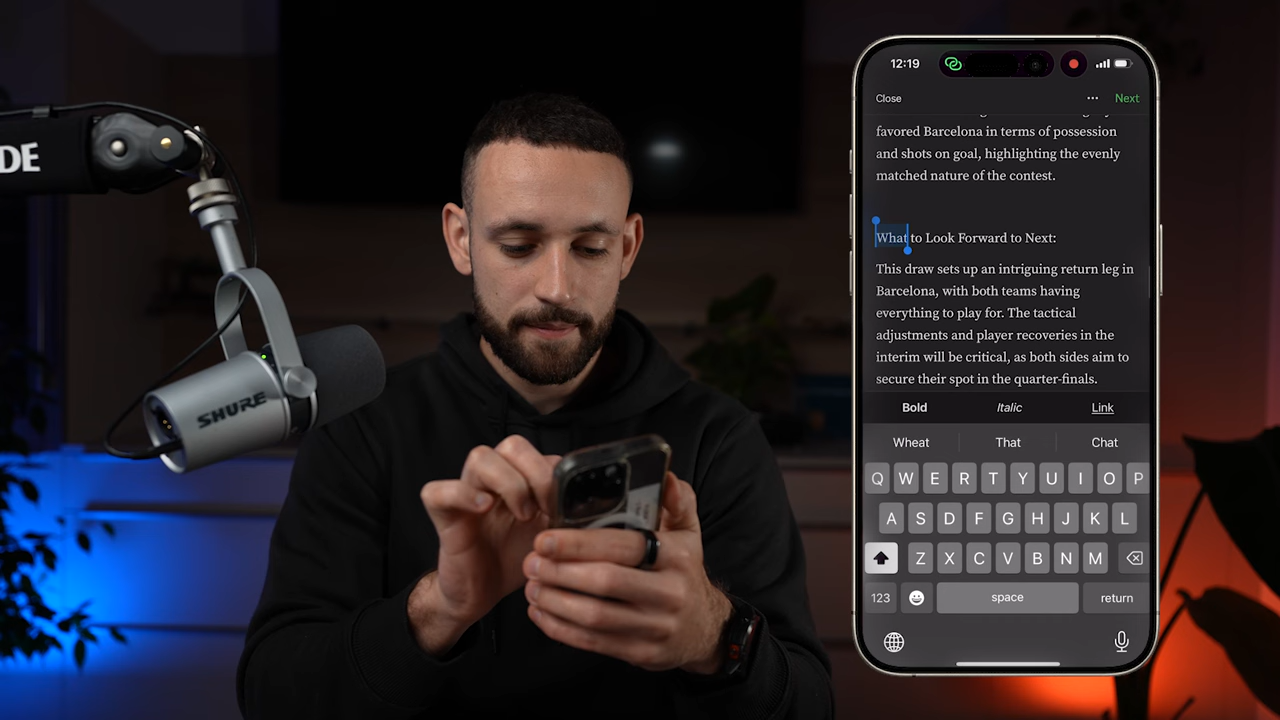 DE
SHURE
12:19
Close ... Next
favored Barcelona in terms of possession
and shots on goal, highlighting the evenly
matched nature of the contest.
What to Look Forward to Next:
This draw sets up an intriguing return leg in
Barcelona, with both teams having
everything to play for. The tactical
adjustments and player recoveries in the
interim will be critical, as both sides aim to
secure their spot in the quarter-finals.
Bold Italic Link
Wheat That Chat
Q W E R T Y U I O P
A S D F G H J K L
Z X C V B N M
123 space return